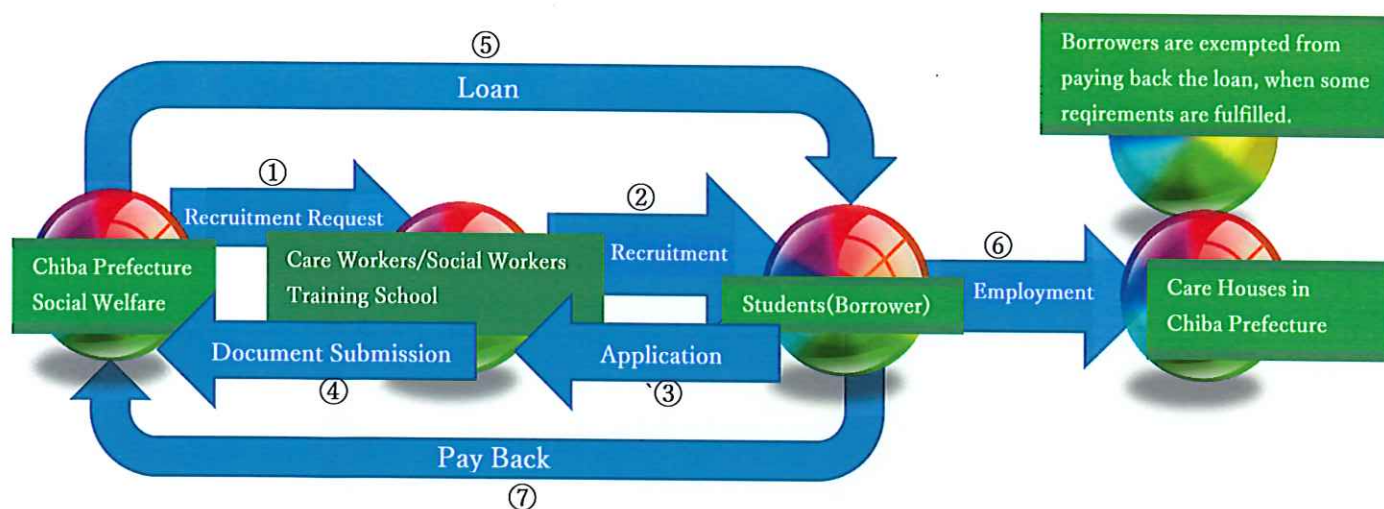 ⑤
Loan
Borrowers are exempted from
paying back the loan, when some
reqirements are fulfilled.
①
Recruitment Request
②
Recruitment
⑥
Employment
Chiba Prefecture
Social Welfare
Care Workers/Social Workers
Training School
Students(Borrower)
Care Houses in
Chiba Prefecture
Document Submission
④
Application
③
Pay Back
⑦